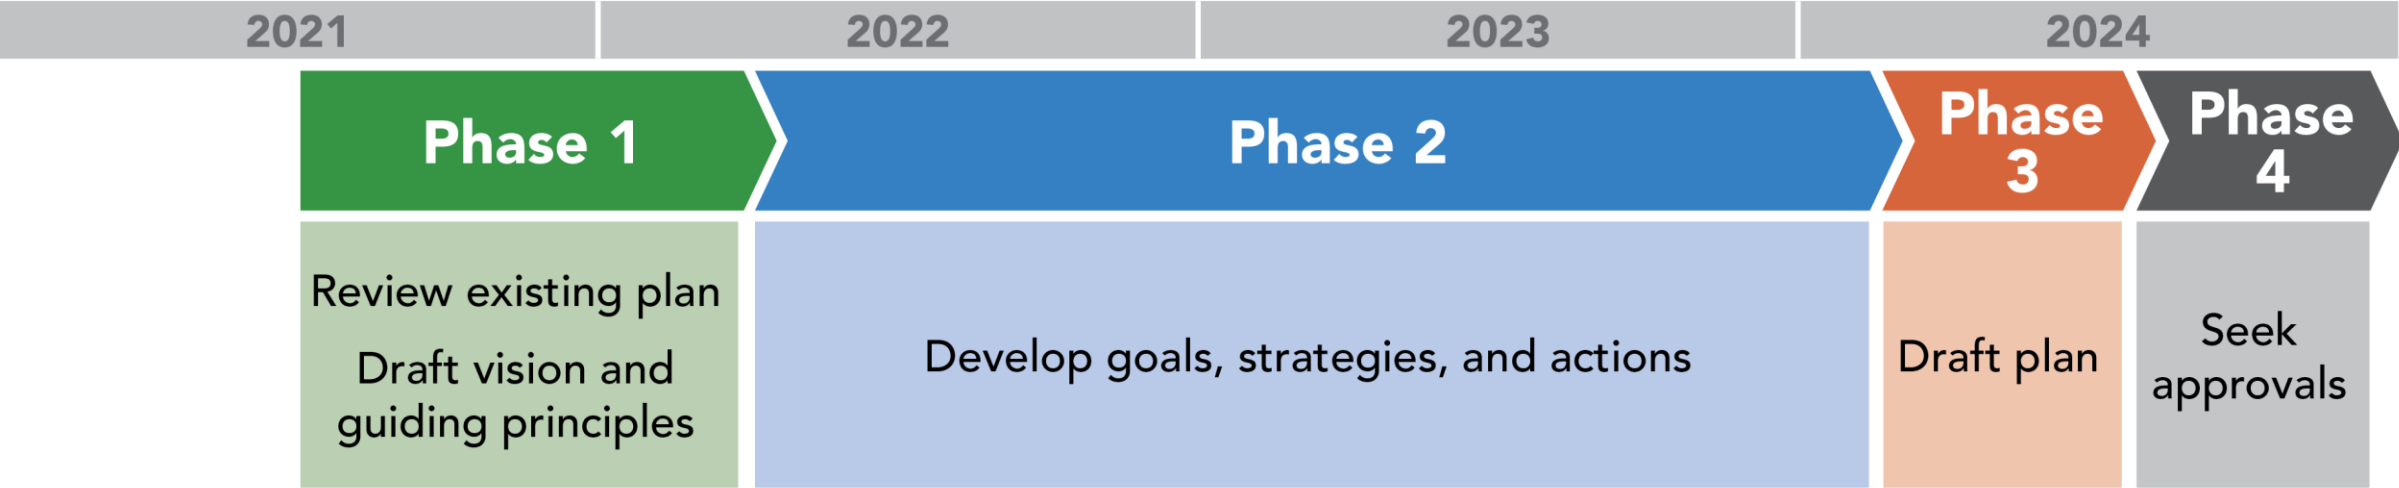 2021
2022
2023
2024
Phase 1
Phase 2
Phase
3
Phase
4
Review existing plan
Draft vision and
guiding principles
Develop goals, strategies, and actions
Draft plan
Seek
approvals